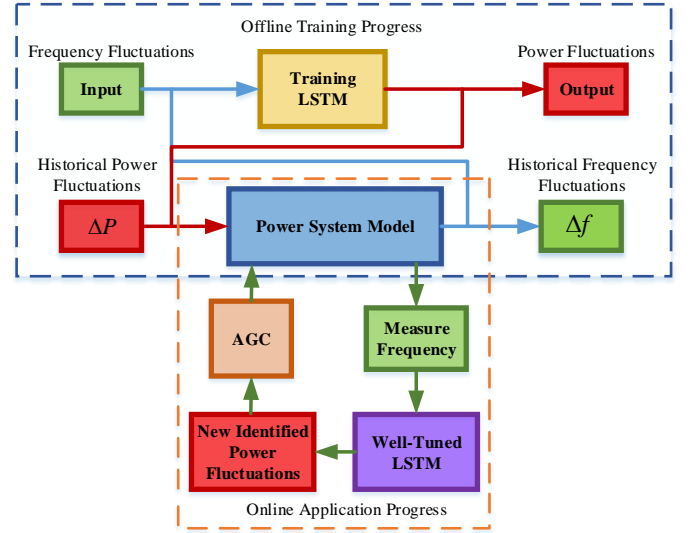 Offline Training Progress
Frequency Fluctuations
Power Fluctuations
Input
Training
LSTM
Output
Historical Power
Fluctuations
Historical Frequency
Fluctuations
ΔP
Power System Model
Δf
AGC
Measure
Frequency
New Identified
Power
Fluctuations
Well-Tuned
LSTM
Online Application Progress